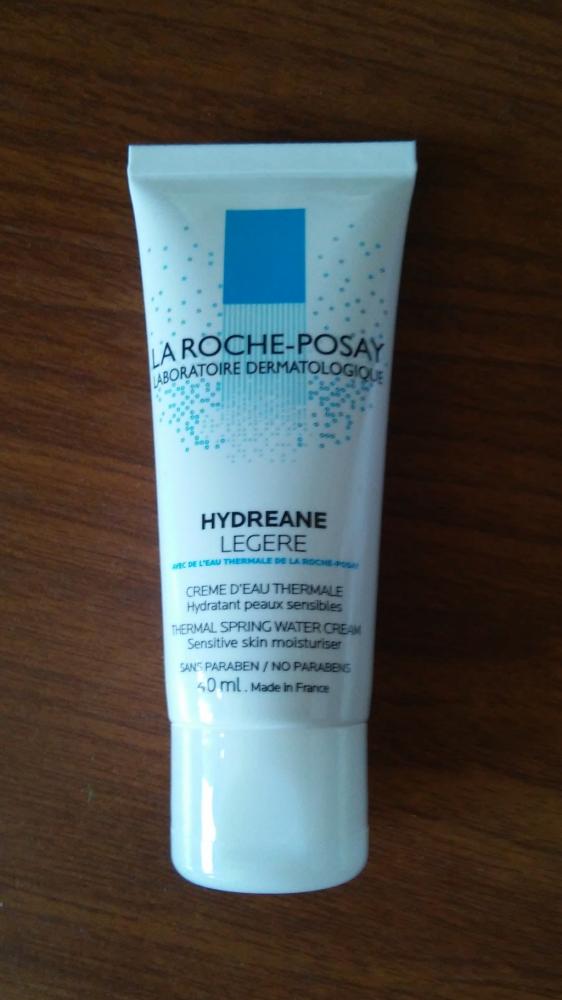 LA ROCHE-POSAY
LABORATOIRE DERMATOLOGIQUE
HYDREANE
LEGERE
AVEC DE L'EAU THERMALE DE LA ROCHE-POSAY
CREME D'EAU THERMALE
Hydratant peaux sensibles
THERMAL SPRING WATER CREAM
Sensitive skin moisturiser
SANS PARABEN / NO PARABENS
40 ml. Made in France